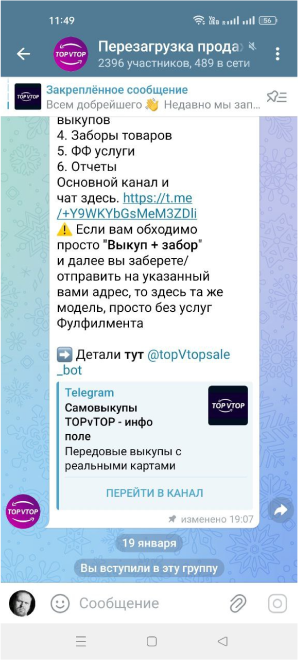 11:49
56
Перезагрузка прода
2396 участников, 489 в сети
TOPVTOP
Закреплённое сообщение
Всем добрейшего 👋 Недавно мы зап...
TOPVTOP
выкупов
4. Заборы товаров
5. ФФ услуги
6. Отчеты
Основной канал и
чат здесь. https://t.me
/+Y9WKYbGsMeM3ZDli
⚠️ Если вам обходимо
просто "Выкуп + забор"
и далее вы заберете/
отправить на указанный
вами адрес, то здесь та же
модель, просто без услуг
Фулфилмента
➡️ Детали тут @topVtopsale
_bot
Telegram
Самовыкупы
TOPvTOP - инфо
поле
Передовые выкупы с
реальными картами
TOPVTOP
ПЕРЕЙТИ В КАНАЛ
изменено 19:07
TOPVTOP
19 января
Вы вступили в эту группу
Сообщение